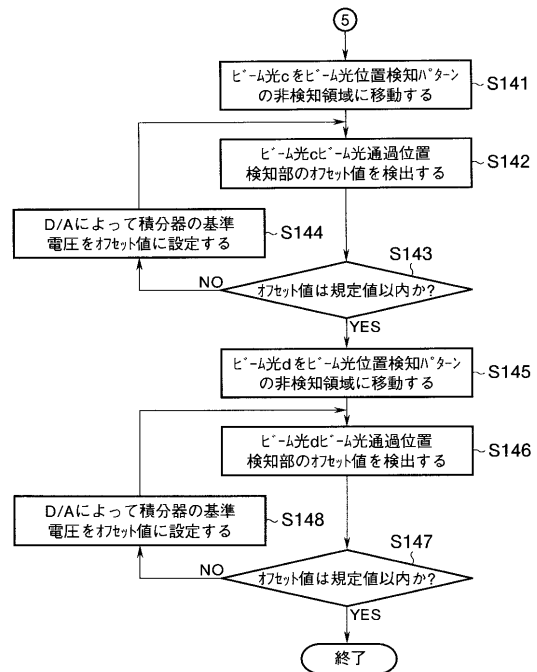 5
ﾋﾞｰﾑ光cをﾋﾞｰﾑ光位置検知ﾊﾟﾀｰﾝ
の非検知領域に移動する
S141
ﾋﾞｰﾑ光cﾋﾞｰﾑ光通過位置
検知部のｵﾌｾｯﾄ値を検出する
S142
D/Aによって積分器の基準
電圧をｵﾌｾｯﾄ値に設定する
S144
S143
ｵﾌｾｯﾄ値は規定値以内か?
NO
YES
ﾋﾞｰﾑ光dをﾋﾞｰﾑ光位置検知ﾊﾟﾀｰﾝ
の非検知領域に移動する
S145
ﾋﾞｰﾑ光dﾋﾞｰﾑ光通過位置
検知部のｵﾌｾｯﾄ値を検出する
S146
D/Aによって積分器の基準
電圧をｵﾌｾｯﾄ値に設定する
S148
S147
ｵﾌｾｯﾄ値は規定値以内か?
NO
YES
終了